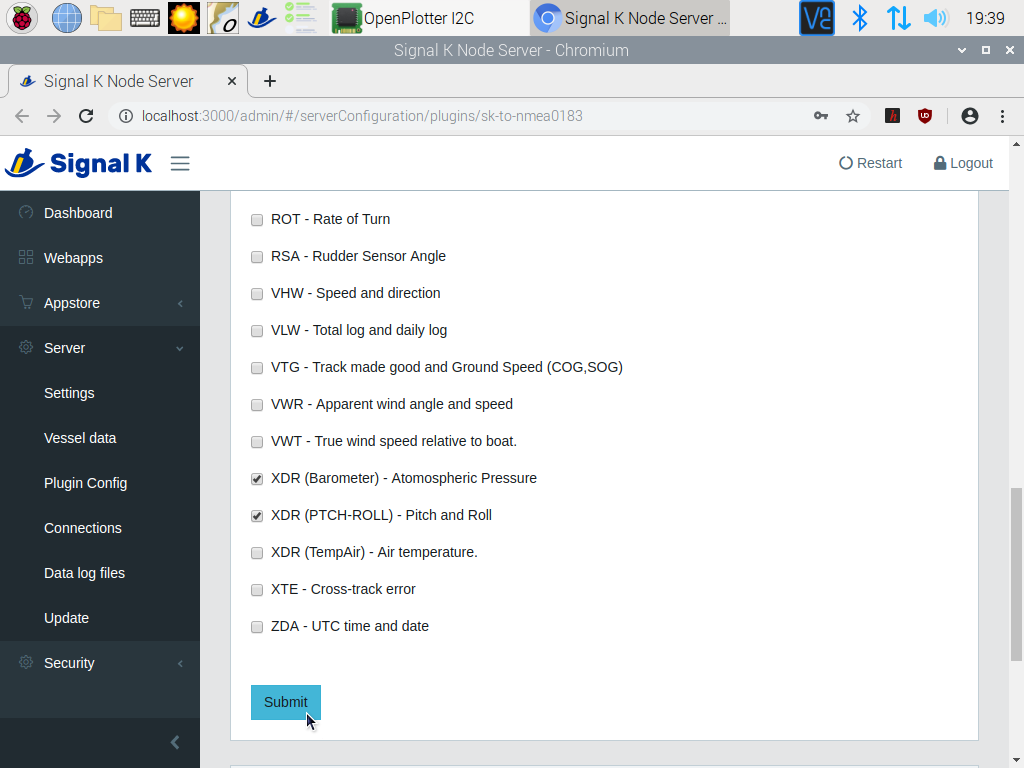 OpenPlotter I2C
Signal K Node Server ...
V2
19:39
Signal K Node Server - Chromium
Signal K Node Server
localhost:3000/admin/#/serverConfiguration/plugins/sk-to-nmea0183
Signal K
Restart
Logout
Dashboard
Webapps
Appstore
Server
Settings
Vessel data
Plugin Config
Connections
Data log files
Update
Security
ROT - Rate of Turn
RSA - Rudder Sensor Angle
VHW - Speed and direction
VLW - Total log and daily log
VTG - Track made good and Ground Speed (COG,SOG)
VWR - Apparent wind angle and speed
VWT - True wind speed relative to boat.
XDR (Barometer) - Atomospheric Pressure
XDR (PTCH-ROLL) - Pitch and Roll
XDR (TempAir) - Air temperature.
XTE - Cross-track error
ZDA - UTC time and date
Submit